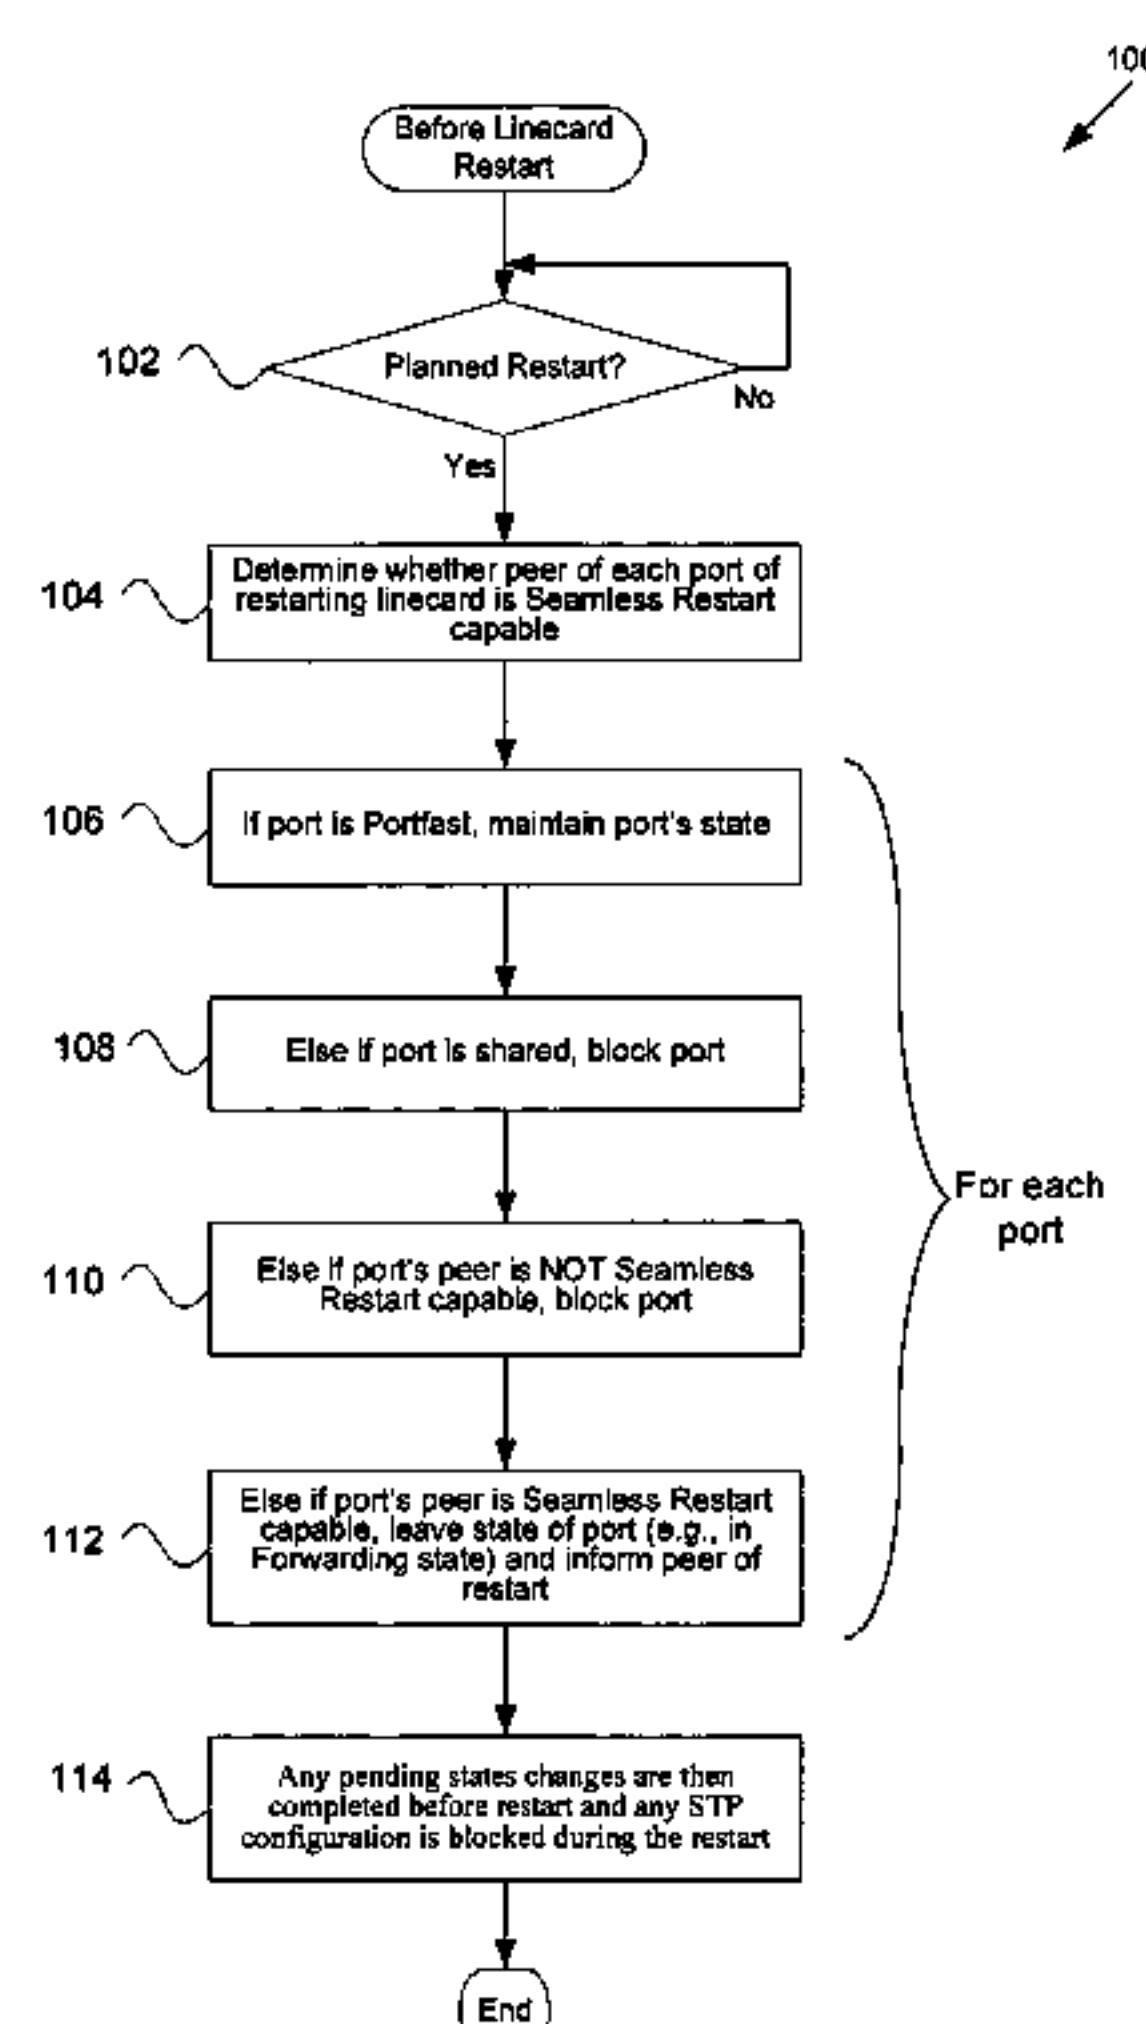 100
Before Linecard
Restart
102
Planned Restart?
No
Yes
104
Determine whether peer of each port of
restarting linecard is Seamless Restart
capable
106
If port is Portfast, maintain port's state
108
Else if port is shared, block port
110
Else if port's peer is NOT Seamless
Restart capable, block port
For each
port
112
Else if port's peer is Seamless Restart
capable, leave state of port (e.g., in
Forwarding state) and inform peer of
restart
114
Any pending states changes are then
completed before restart and any STP
configuration is blocked during the restart
End